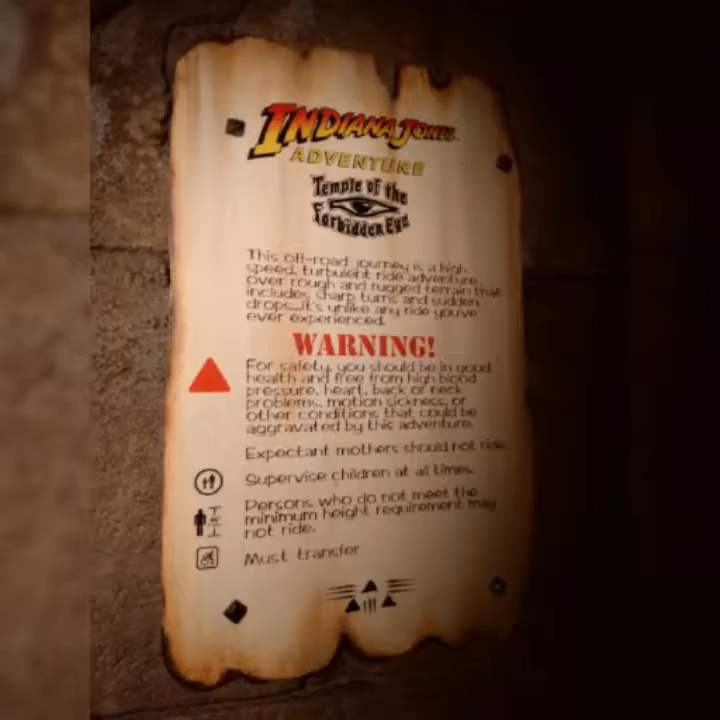 INDIANA JONES
ADVENTURE
Temple of the
Forbidden Eye
This off-road journey is a high
speed, turbulent ride adventure
over rough and rugged terrain that
includes sharp turns and sudden
drops...it's unlike any ride you've
ever experienced.
WARNING!
For safety, you should be in good
health and free from high blood
pressure, heart, back or neck
problems, motion sickness, or
other conditions that could be
aggravated by this adventure.
Expectant mothers should not ride.
Supervise children at all times.
Persons who do not meet the
minimum height requirement may
not ride.
Must transfer